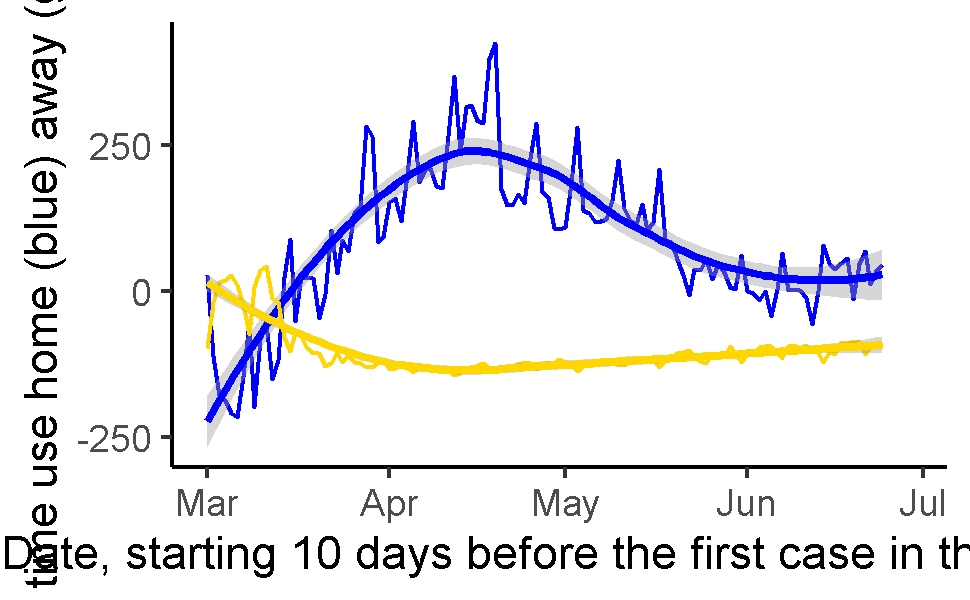 time use home (blue) away (
250
0
-250
Mar Apr May Jun Jul
Date, starting 10 days before the first case in